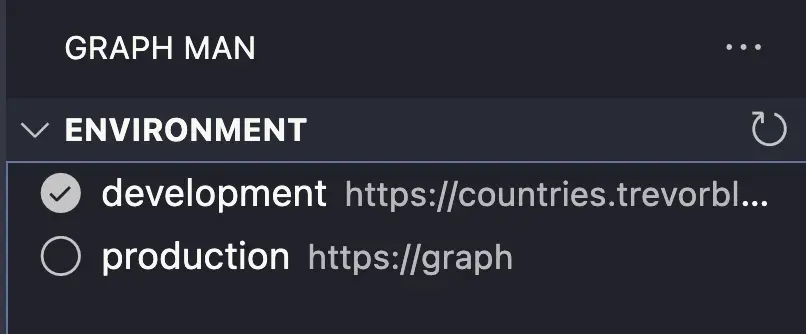 GRAPH MAN
ENVIRONMENT
development https://countries.trevorbl...
production https://graph